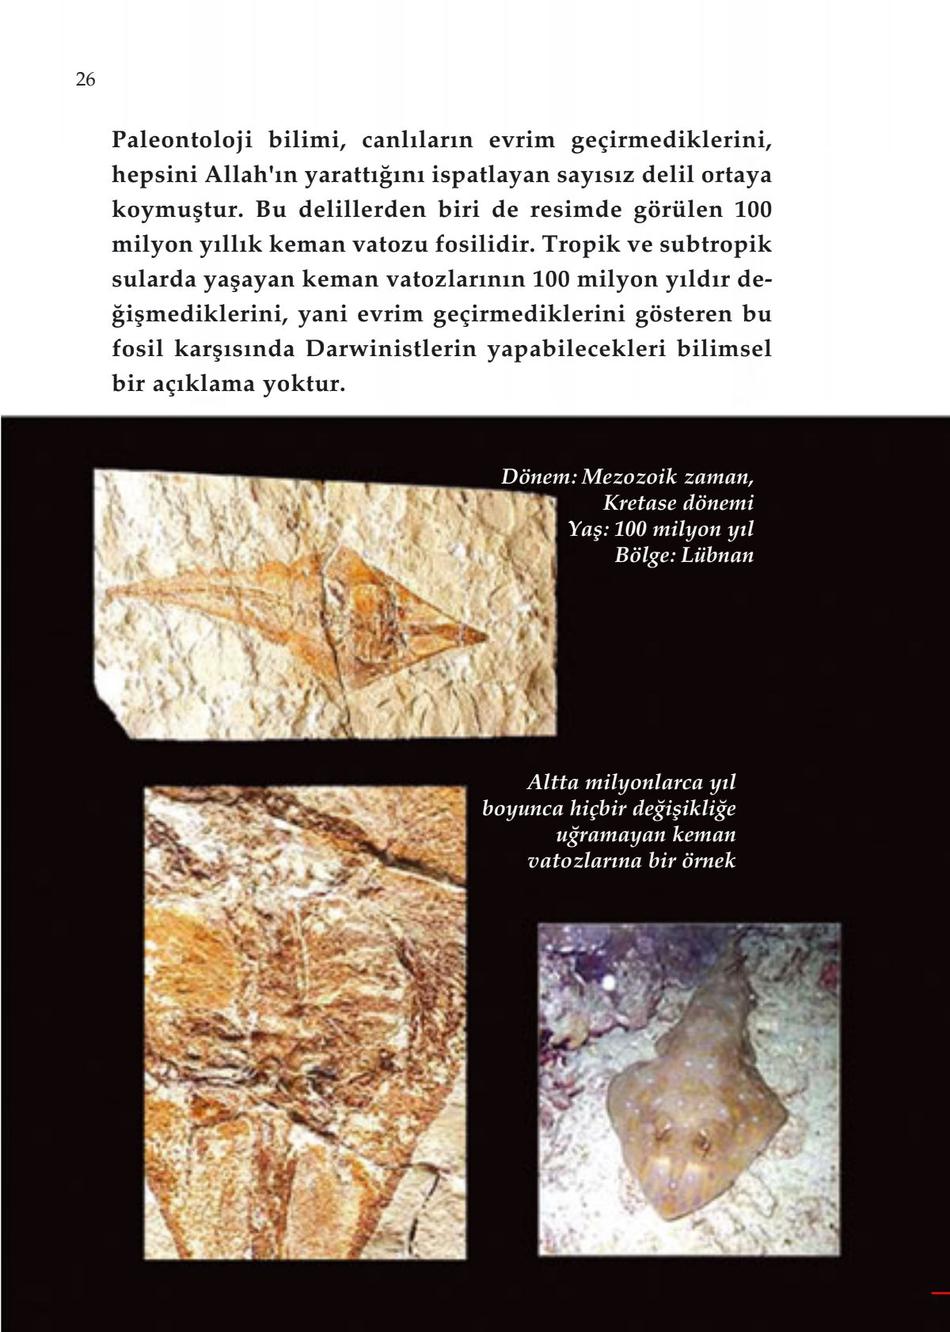 26
Paleontoloji bilimi, canlıların evrim geçirmediklerini,
hepsini Allah'ın yarattığını ispatlayan sayısız delil ortaya
koymuştur. Bu delillerden biri de resimde görülen 100
milyon yıllık keman vatozu fosilidir. Tropik ve subtropik
sularda yaşayan keman vatozlarının 100 milyon yıldır de-
ğişmediklerini, yani evrim geçirmediklerini gösteren bu
fosil karşısında Darwinistlerin yapabilecekleri bilimsel
bir açıklama yoktur.
Dönem: Mezozoik zaman,
Kretase dönemi
Yaş: 100 milyon yıl
Bölge: Lübnan
Altta milyonlarca yıl
boyunca hiçbir değişikliğe
uğramayan keman
vatozlarına bir örnek